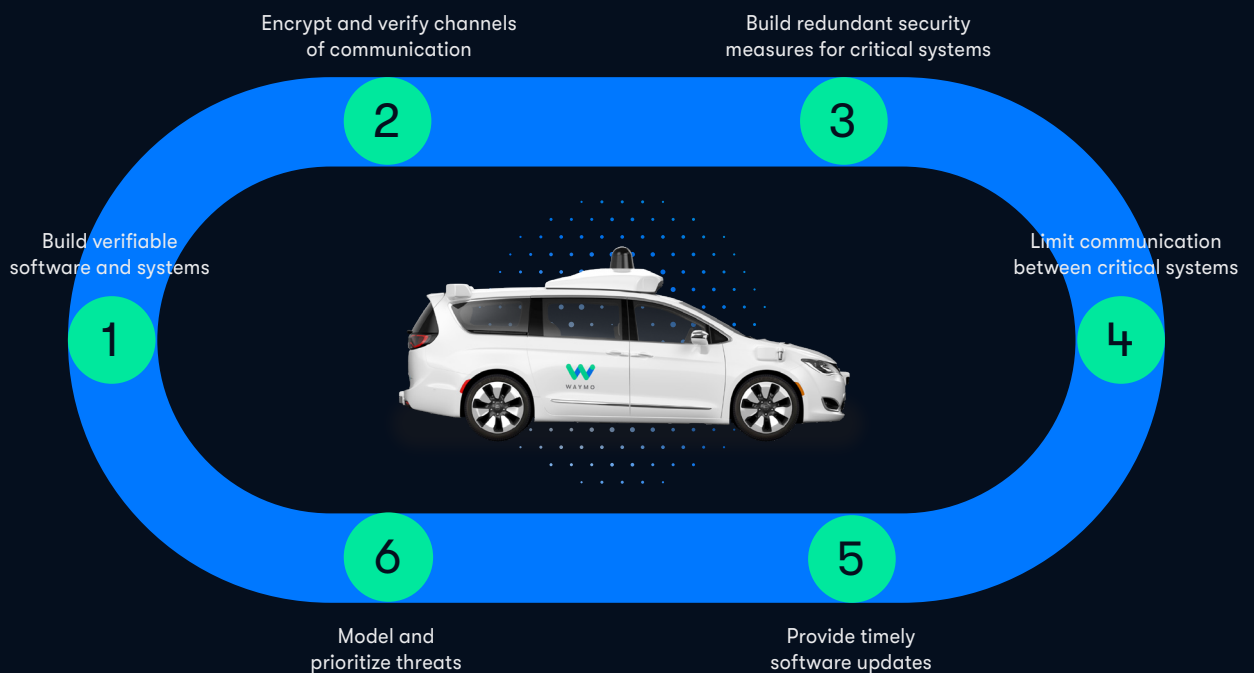 Encrypt and verify channels
of communication
2
Build redundant security
measures for critical systems
3
Build verifiable
software and systems
1
Limit communication
between critical systems
4
WAYMO
6
Model and
prioritize threats
5
Provide timely
software updates